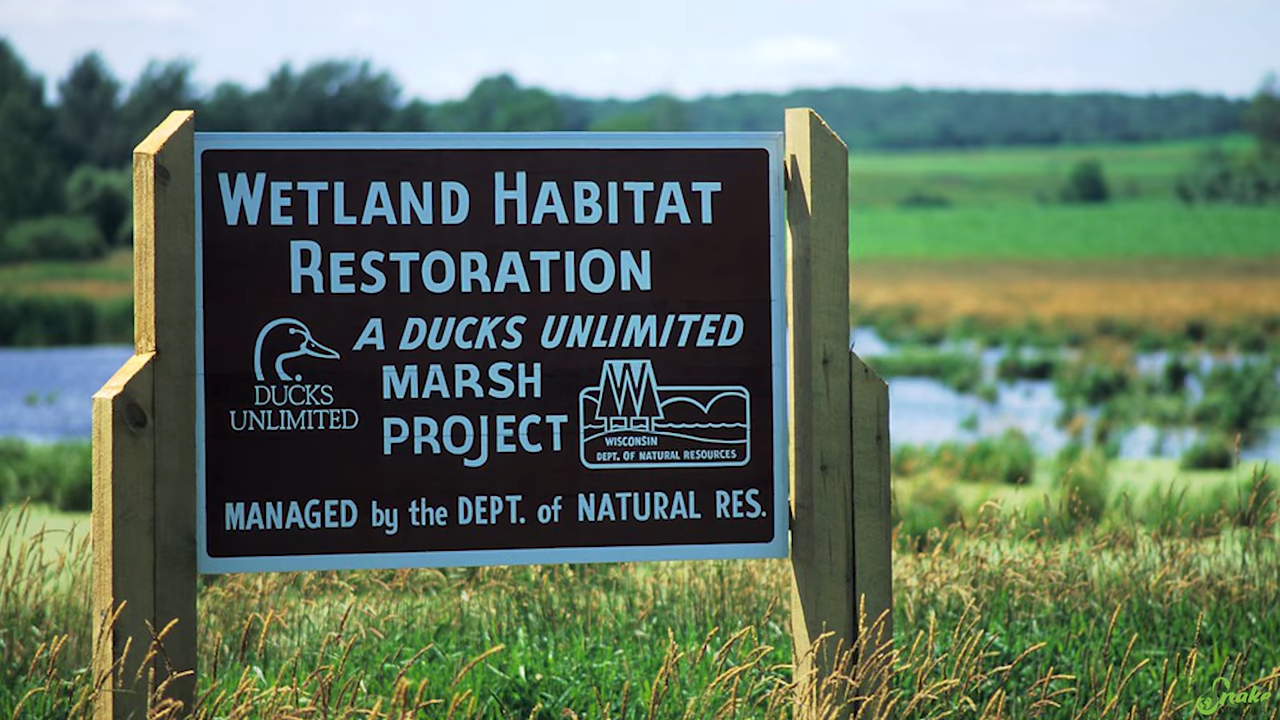 WETLAND HABITAT
RESTORATION
A DUCKS UNLIMITED
MARSH
PROJECT
DUCKS
UNLIMITED
W
WISCONSIN
DEPT. OF NATURAL RESOURCES
MANAGED by the DEPT. of NATURAL RES.
Snake